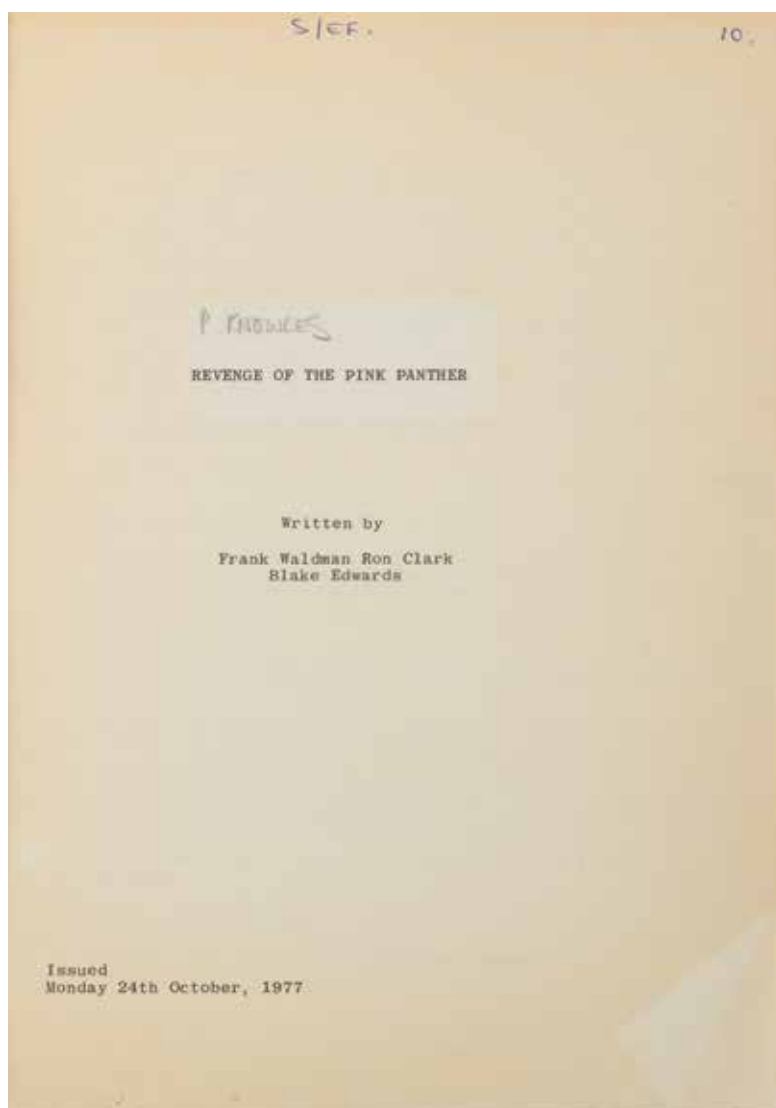 S/EF.
10.
P KNOWLES
REVENGE OF THE PINK PANTHER
Written by
Frank Waldman Ron Clark
Blake Edwards
Issued
Monday 24th October, 1977